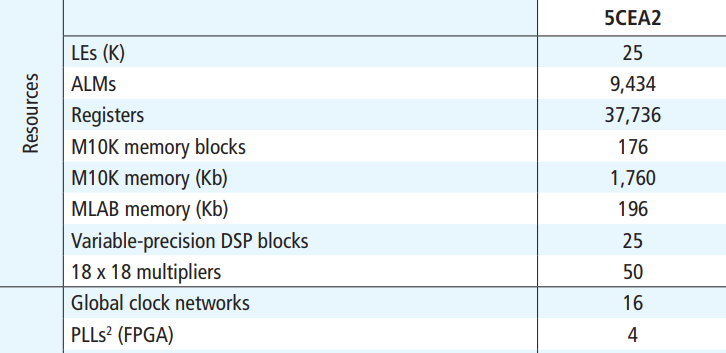 5CEA2
Resources
LEs (K) 25
ALMs 9,434
Registers 37,736
M10K memory blocks 176
M10K memory (Kb) 1,760
MLAB memory (Kb) 196
Variable-precision DSP blocks 25
18 x 18 multipliers 50
Global clock networks 16
PLLs² (FPGA) 4